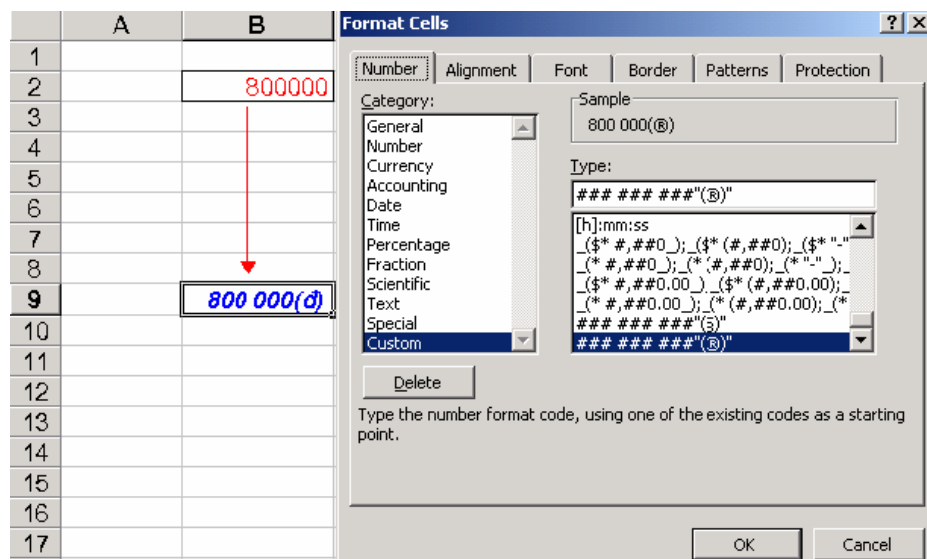 A B
1
2 800000
3
4
5
6
7
8
9 800 000(đ)
10
11
12
13
14
15
16
17
Format Cells
Number Alignment Font Border Patterns Protection
Category:
General
Number
Currency
Accounting
Date
Time
Percentage
Fraction
Scientific
Text
Special
Custom
Sample
800 000(®)
Type:
### ### ###"(®)"
[h]:mm:ss
_($* #,##0_);_($* (#,##0);_($* "-"
_(* #,##0_);_(* (#,##0);_(* "-"_);_
_($* #,##0.00_)_($* (#,##0.00);_
_(* #,##0.00_);_(* (#,##0.00);_(*
### ### ###"(3)"
### ### ###"(®)"
Delete
Type the number format code, using one of the existing codes as a starting
point.
OK Cancel